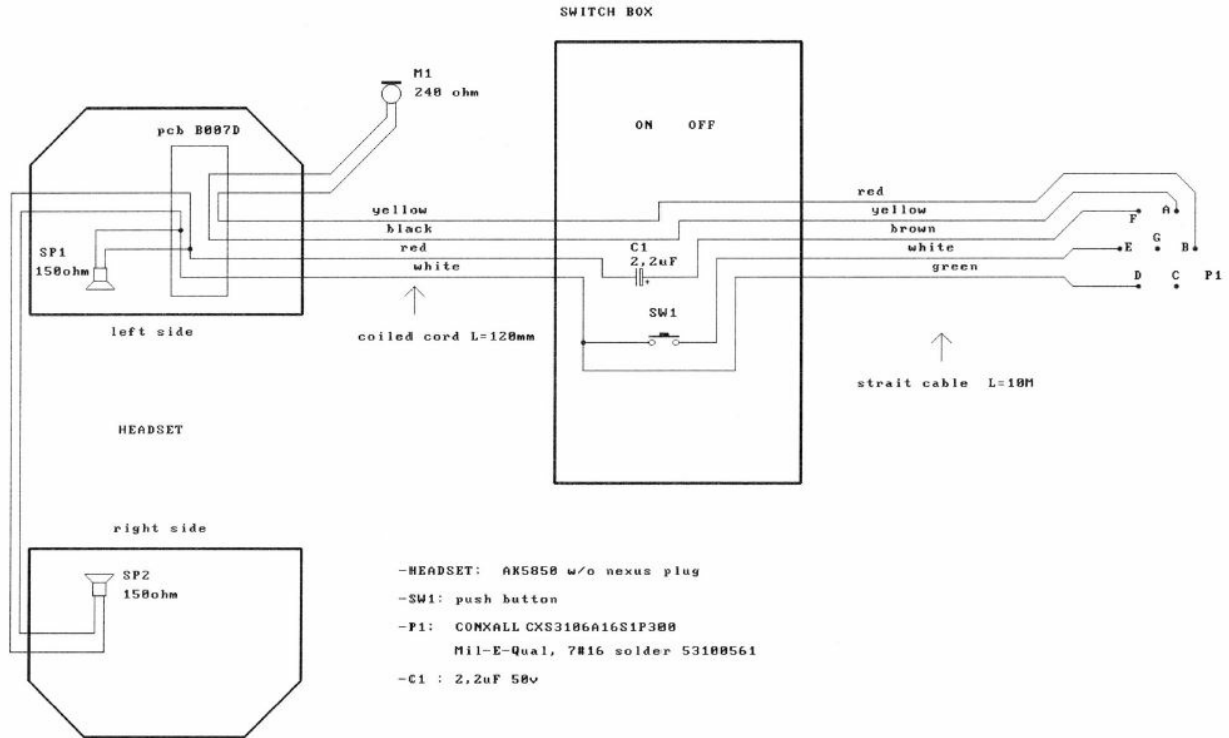 SWITCH BOX
M1
240 ohm
pcb B007D
ON OFF
red
yellow
yellow
brown
black
white
red
C1
2,2uF
green
white
SP1
150ohm
SW1
F
A
G
E
B
D
C
P1
left side
coiled cord L=120mm
strait cable L=10M
HEADSET
right side
SP2
150ohm
-HEADSET: AK5850 w/o nexus plug
-SW1: push button
-P1: CONXALL CXS3106A16S1P300
Mil-E-Qual, 7#16 solder 53100561
-C1 : 2,2uF 50v
+